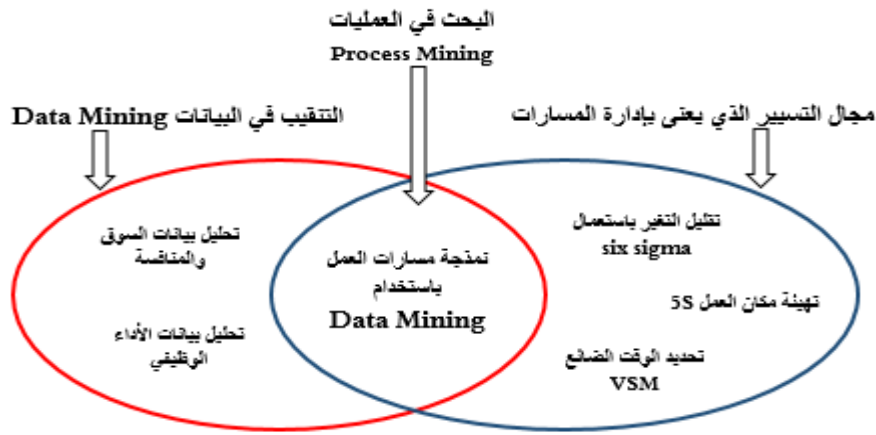 البحث في العمليات
Process Mining
مجال التسيير الذي يعنى بإدارة المسارات
التنقيب في البيانات Data Mining
تقليل التغير باستعمال
six sigma
تهيئة مكان العمل 5S
تحديد الوقت الضائع
VSM
نمذجة مسارات العمل
باستخدام
Data Mining
تحليل بيانات السوق
والمنافسة
تحليل بيانات الأداء
الوظيفي